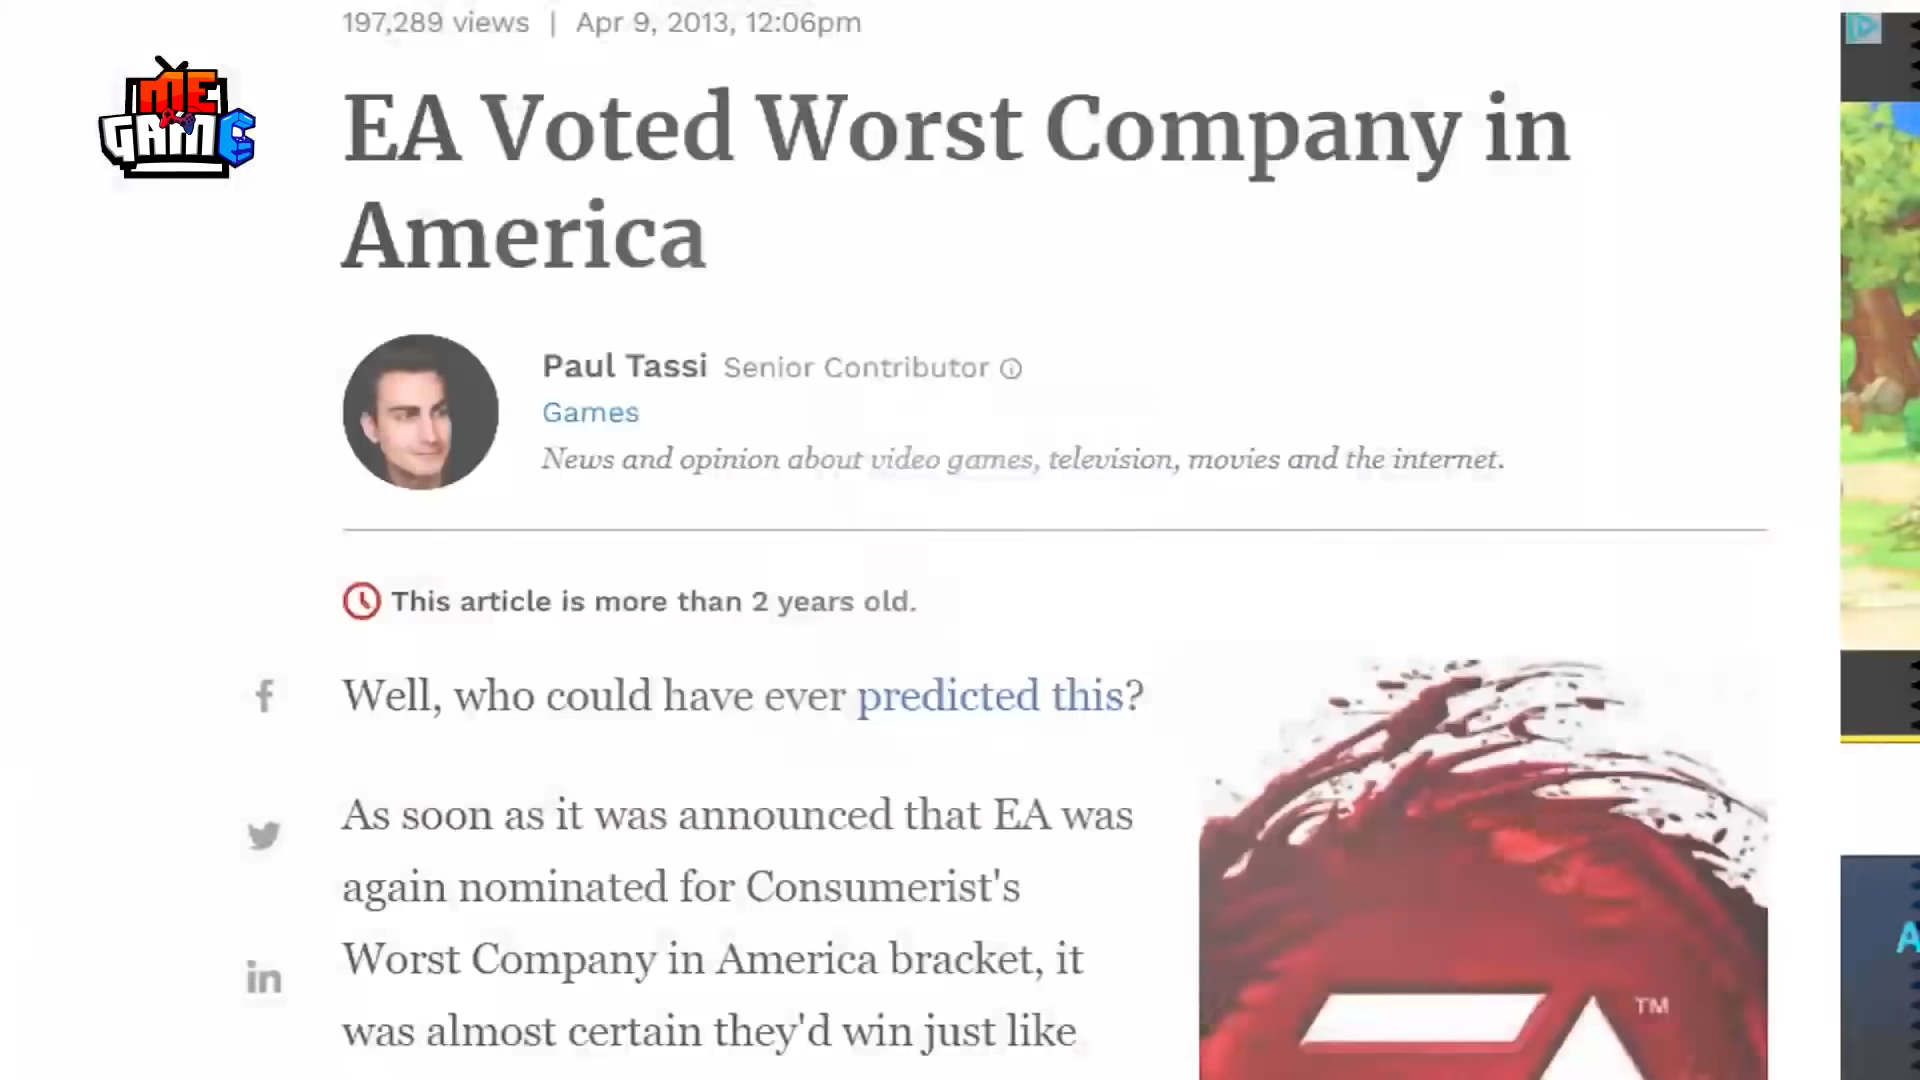 197,289 views | Apr 9, 2013, 12:06pm
ME
GAME
EA Voted Worst Company in
America
Paul Tassi Senior Contributor
Games
News and opinion about video games, television, movies and the internet.
This article is more than 2 years old.
Well, who could have ever predicted this?
As soon as it was announced that EA was
again nominated for Consumerist's
Worst Company in America bracket, it
was almost certain they'd win just like
f
in
TM
A